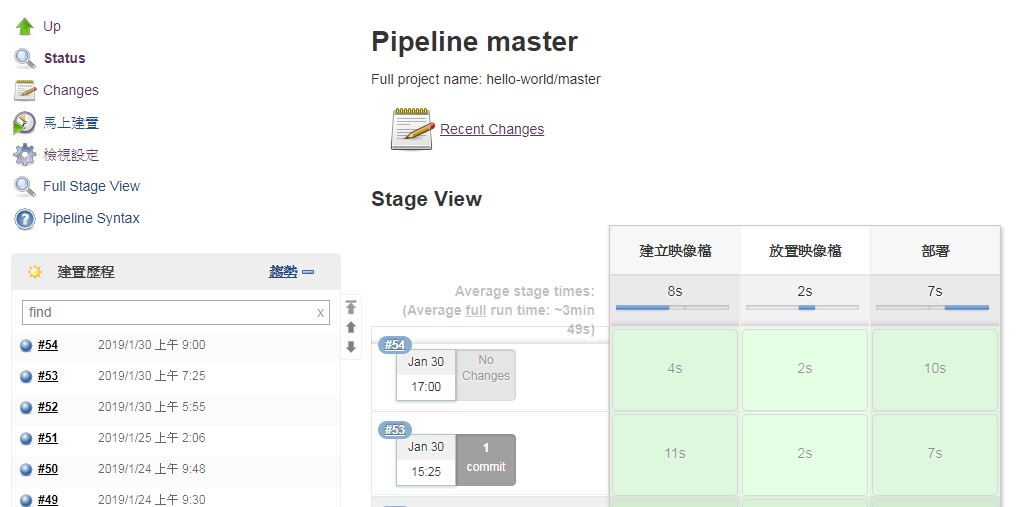 Up
Status
Changes
馬上建置
檢視設定
Full Stage View
Pipeline Syntax
建置歷程
趨勢
find
x
#54
2019/1/30 上午 9:00
#53
2019/1/30 上午 7:25
#52
2019/1/30 上午 5:55
#51
2019/1/25 上午 2:06
#50
2019/1/24 上午 9:48
#49
2019/1/24 上午 9:30
Pipeline master
Full project name: hello-world/master
Recent Changes
Stage View
建立映像檔
放置映像檔
部署
Average stage times:
(Average full run time: ~3min
49s)
8s
2s
7s
#54
Jan 30
17:00
No
Changes
4s
2s
10s
#53
Jan 30
15:25
1
commit
11s
2s
7s